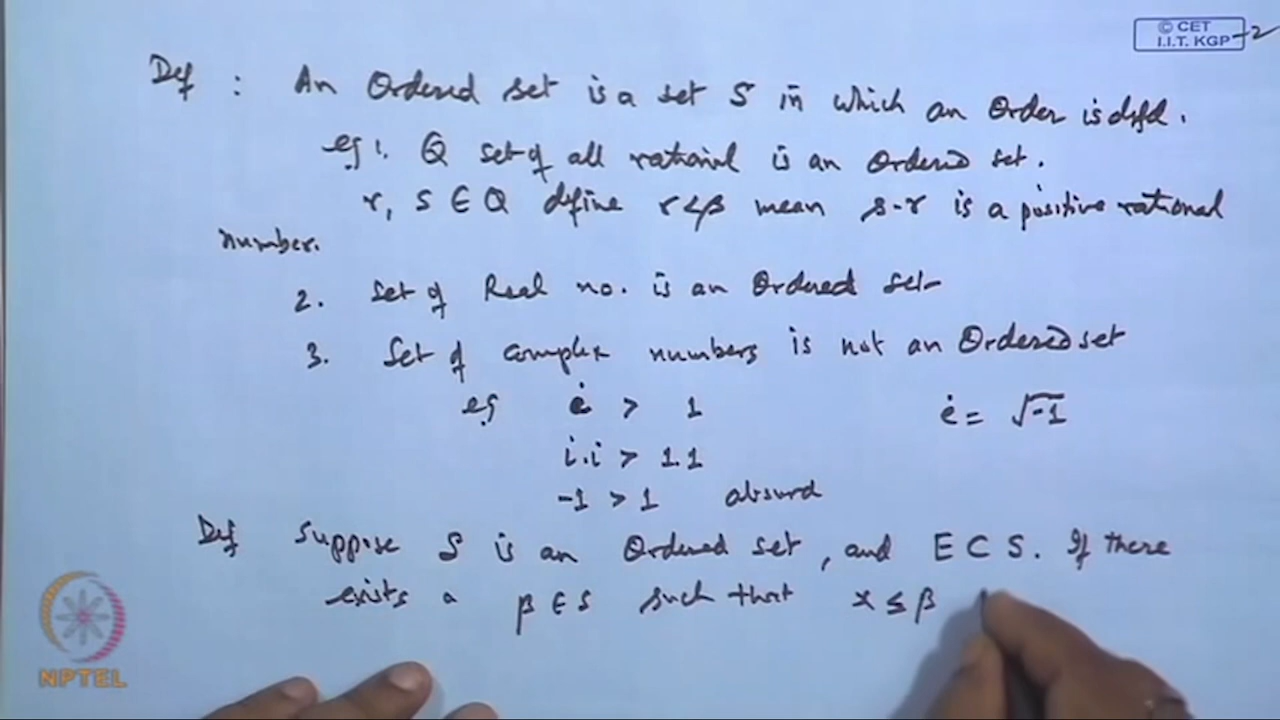 © CET
I.I.T. KGP
-2
Def : An Ordered set is a set S in which an Order is defd.
eg 1. Q set of all rational is an Ordered set.
r, S ∈ Q define r<s mean s-r is a positive rational
number.
2. Set of Real no. is an Ordered set
3. Set of complex numbers is not an Ordered set
eg i > 1 i = √-1
i.i > 1.1
-1 > 1 absurd
Def Suppose S is an Ordered set, and E ⊂ S. If there
exists a β ∈ S such that x ≤ β
NPTEL